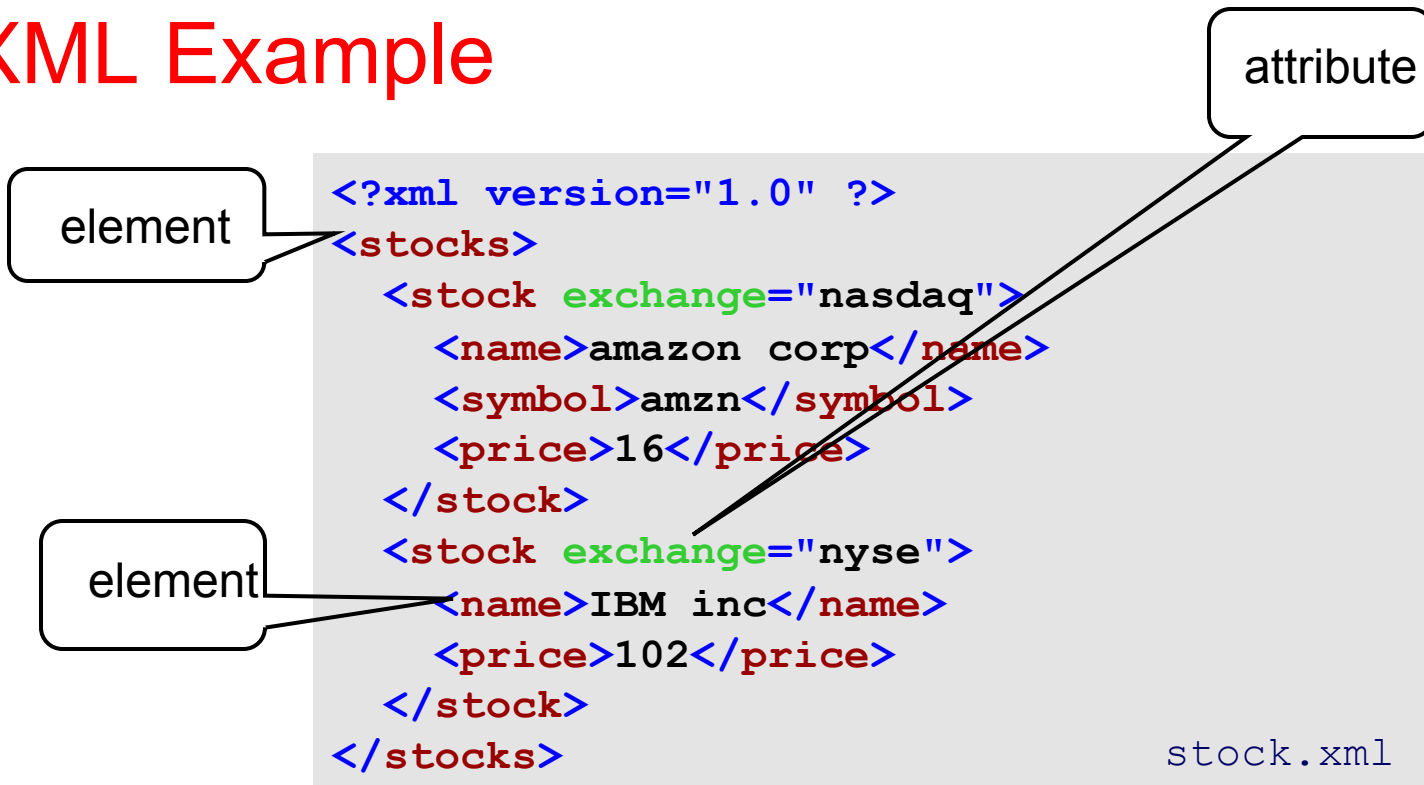 XML Example
attribute
element
<?xml version="1.0" ?>
<stocks>
<stock exchange="nasdaq">
<name>amazon corp</name>
<symbol>amzn</symbol>
<price>16</price>
</stock>
<stock exchange="nyse">
element
<name>IBM inc</name>
<price>102</price>
</stock>
</stocks>
stock.xml